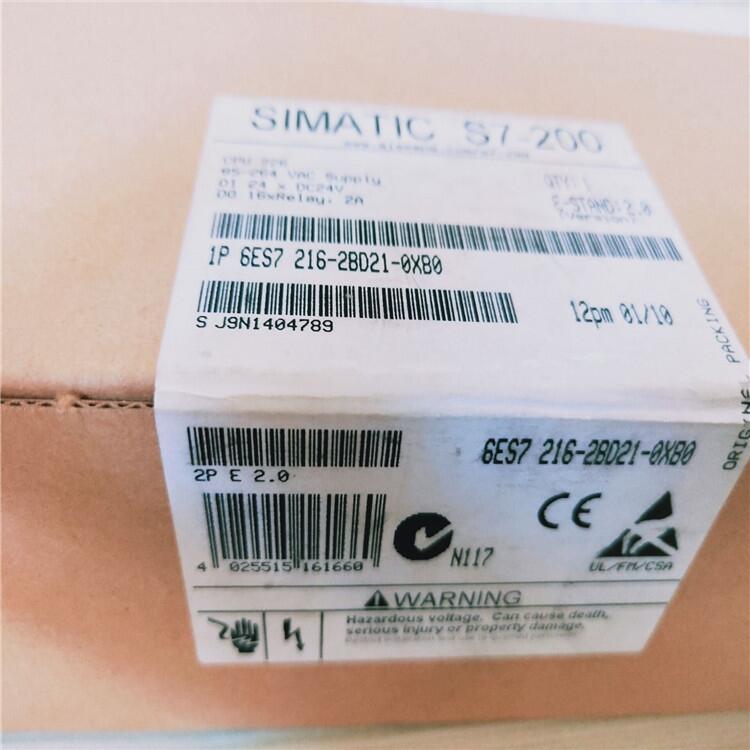 SIMATIC S7-200
CPU 226
85-264 VAC Supply
DI 24 x DC24V
DO 16xRelay, 2A
QTY: 1
E-STAND: 2.0
(Version)
1P 6ES7 216-2BD21-0XB0
S J9N1404789
12pm 01/10
PACKING
2P E 2.0
6ES7 216-2BD21-0XB0
4 025515 161660
N117
CE
UL/FM/CSA
WARNING
Hazardous voltage. Can cause death,
serious injury or property damage.